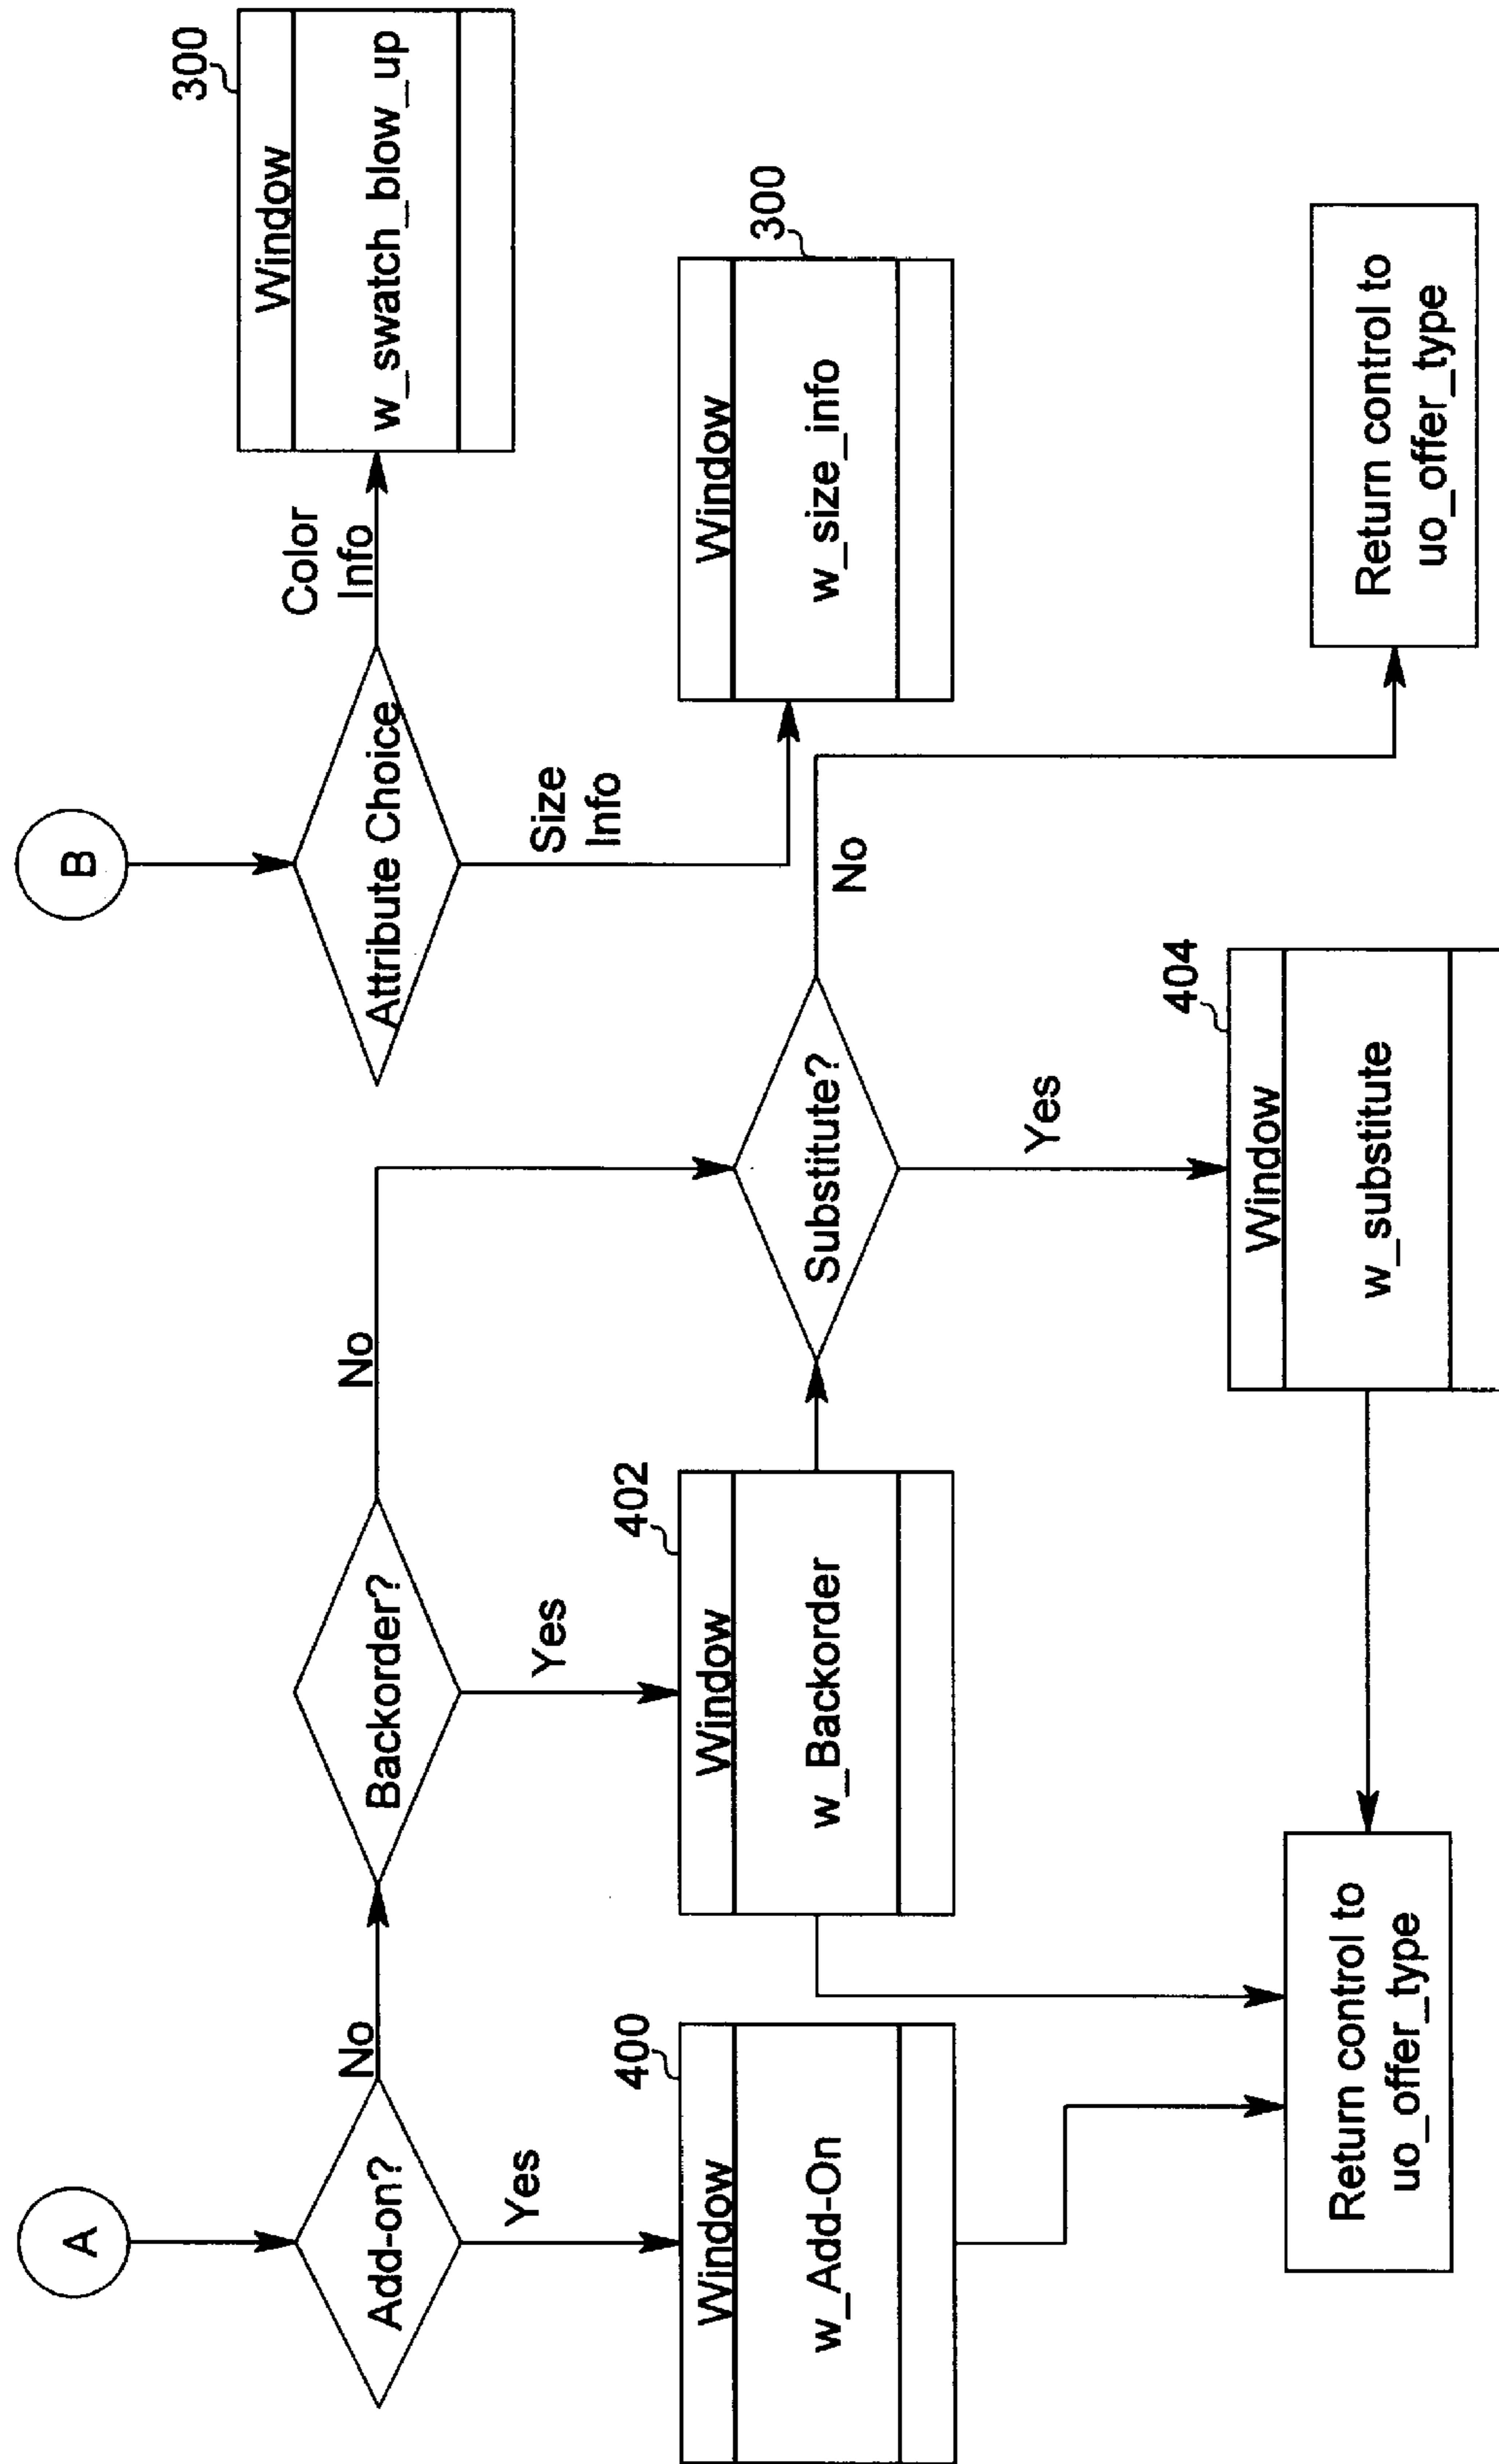 A
Add-on?
No
Yes
400
Window
w_Add-On
Backorder?
No
Yes
402
Window
w_Backorder
Return control to
uo_offer_type
Substitute?
No
Yes
404
Window
w_substitute
B
Attribute Choice
Color
Info
300
Window
w_swatch_blow_up
Size
Info
300
Window
w_size_info
Return control to
uo_offer_type